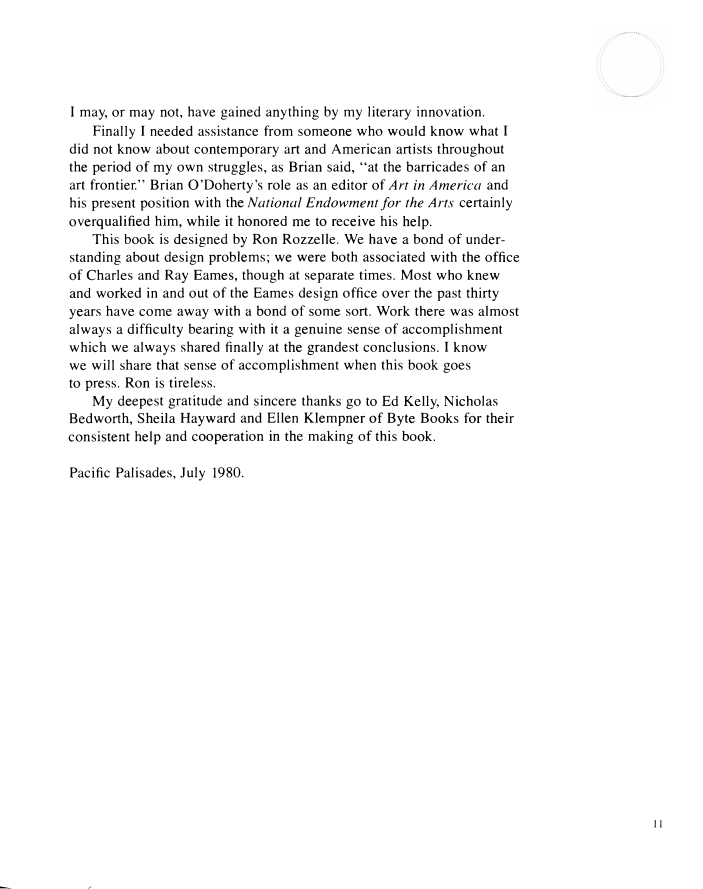 I may, or may not, have gained anything by my literary innovation.
Finally I needed assistance from someone who would know what I
did not know about contemporary art and American artists throughout
the period of my own struggles, as Brian said, “at the barricades of an
art frontier.” Brian O’Doherty’s role as an editor of Art in America and
his present position with the National Endowment for the Arts certainly
overqualified him, while it honored me to receive his help.
This book is designed by Ron Rozzelle. We have a bond of under-
standing about design problems; we were both associated with the office
of Charles and Ray Eames, though at separate times. Most who knew
and worked in and out of the Eames design office over the past thirty
years have come away with a bond of some sort. Work there was almost
always a difficulty bearing with it a genuine sense of accomplishment
which we always shared finally at the grandest conclusions. I know
we will share that sense of accomplishment when this book goes
to press. Ron is tireless.
My deepest gratitude and sincere thanks go to Ed Kelly, Nicholas
Bedworth, Sheila Hayward and Ellen Klempner of Byte Books for their
consistent help and cooperation in the making of this book.
Pacific Palisades, July 1980.
11